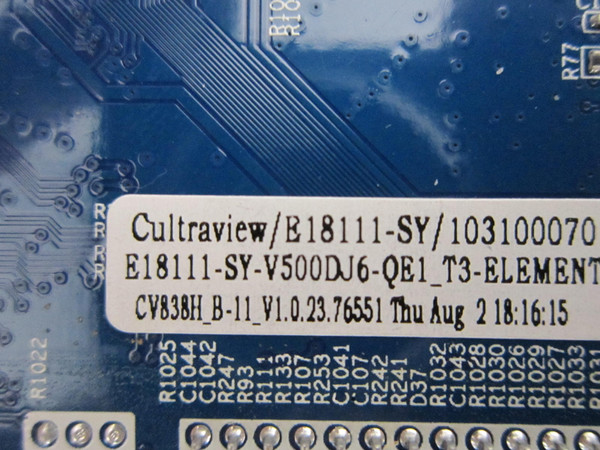 R77
Cultraview/E18111-SY/103100070
E18111-SY-V500DJ6-QE1_T3-ELEMENT
CV838H_B-11_V1.0.23.76551 Thu Aug 2 18:16:15
R1022
R1025
C1044
C1042
R247
R93
R111
R133
R107
R253
C1041
C107
R242
R241
D37
R1032
C1043
R1028
R1030
R1026
R1029
R1027
R1033
R1031